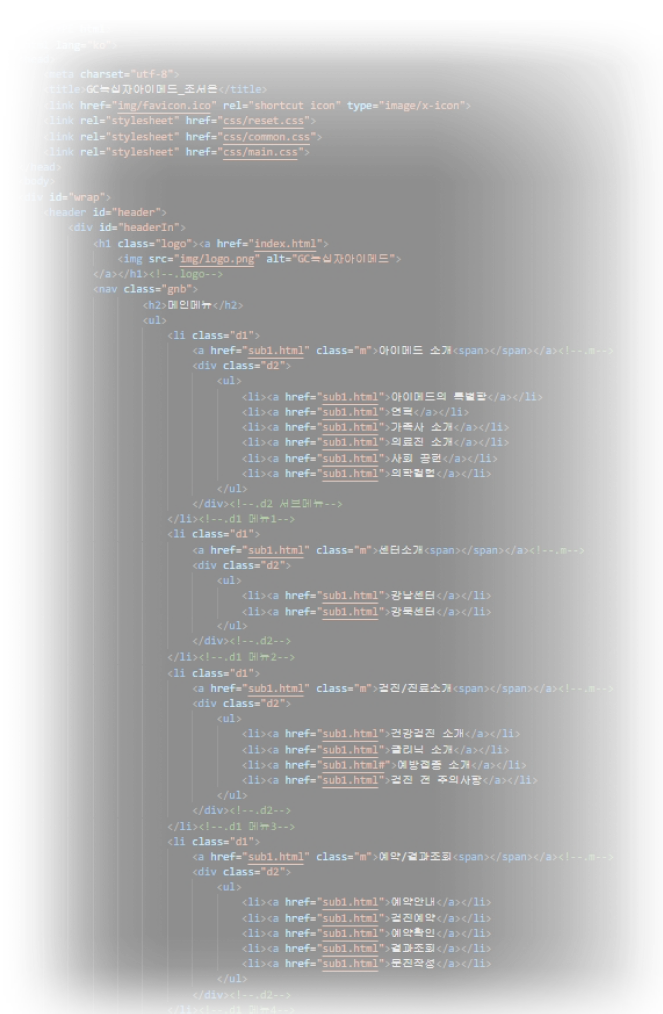 lang="ko">
meta charset="utf-8">
<title>GC녹십자아이메드_조서은</title>
<link href="img/favicon.ico" rel="shortcut icon" type="image/x-icon">
<link rel="stylesheet" href="css/reset.css">
<link rel="stylesheet" href="css/common.css">
<link rel="stylesheet" href="css/main.css">
head>
body>
<div id="wrap">
<header id="header">
<div id="headerIn">
<h1 class="logo"><a href="index.html">
<img src="img/logo.png" alt="GC녹십자아이메드">
</a></h1><!--.logo-->
<nav class="gnb">
<h2>메인메뉴</h2>
<ul>
<li class="d1">
<a href="sub1.html" class="m">아이메드 소개<span></span></a><!--.m-->
<div class="d2">
<ul>
<li><a href="sub1.html">아이메드의 특별함</a></li>
<li><a href="sub1.html">연혁</a></li>
<li><a href="sub1.html">가족사 소개</a></li>
<li><a href="sub1.html">의료진 소개</a></li>
<li><a href="sub1.html">사회 공헌</a></li>
<li><a href="sub1.html">의학칼럼</a></li>
</ul>
</div><!--.d2 서브메뉴-->
</li><!--.d1 메뉴1-->
<li class="d1">
<a href="sub1.html" class="m">센터소개<span></span></a><!--.m-->
<div class="d2">
<ul>
<li><a href="sub1.html">강남센터</a></li>
<li><a href="sub1.html">강북센터</a></li>
</ul>
</div><!--.d2-->
</li><!--.d1 메뉴2-->
<li class="d1">
<a href="sub1.html" class="m">검진/진료소개<span></span></a><!--.m-->
<div class="d2">
<ul>
<li><a href="sub1.html">건강검진 소개</a></li>
<li><a href="sub1.html">클리닉 소개</a></li>
<li><a href="sub1.html#">예방접종 소개</a></li>
<li><a href="sub1.html">검진 전 주의사항</a></li>
</ul>
</div><!--.d2-->
</li><!--.d1 메뉴3-->
<li class="d1">
<a href="sub1.html" class="m">예약/결과조회<span></span></a><!--.m-->
<div class="d2">
<ul>
<li><a href="sub1.html">예약안내</a></li>
<li><a href="sub1.html">검진예약</a></li>
<li><a href="sub1.html">예약확인</a></li>
<li><a href="sub1.html">결과조회</a></li>
<li><a href="sub1.html">문진작성</a></li>
</ul>
</div><!--.d2-->
</li><!--.d1 메뉴4-->